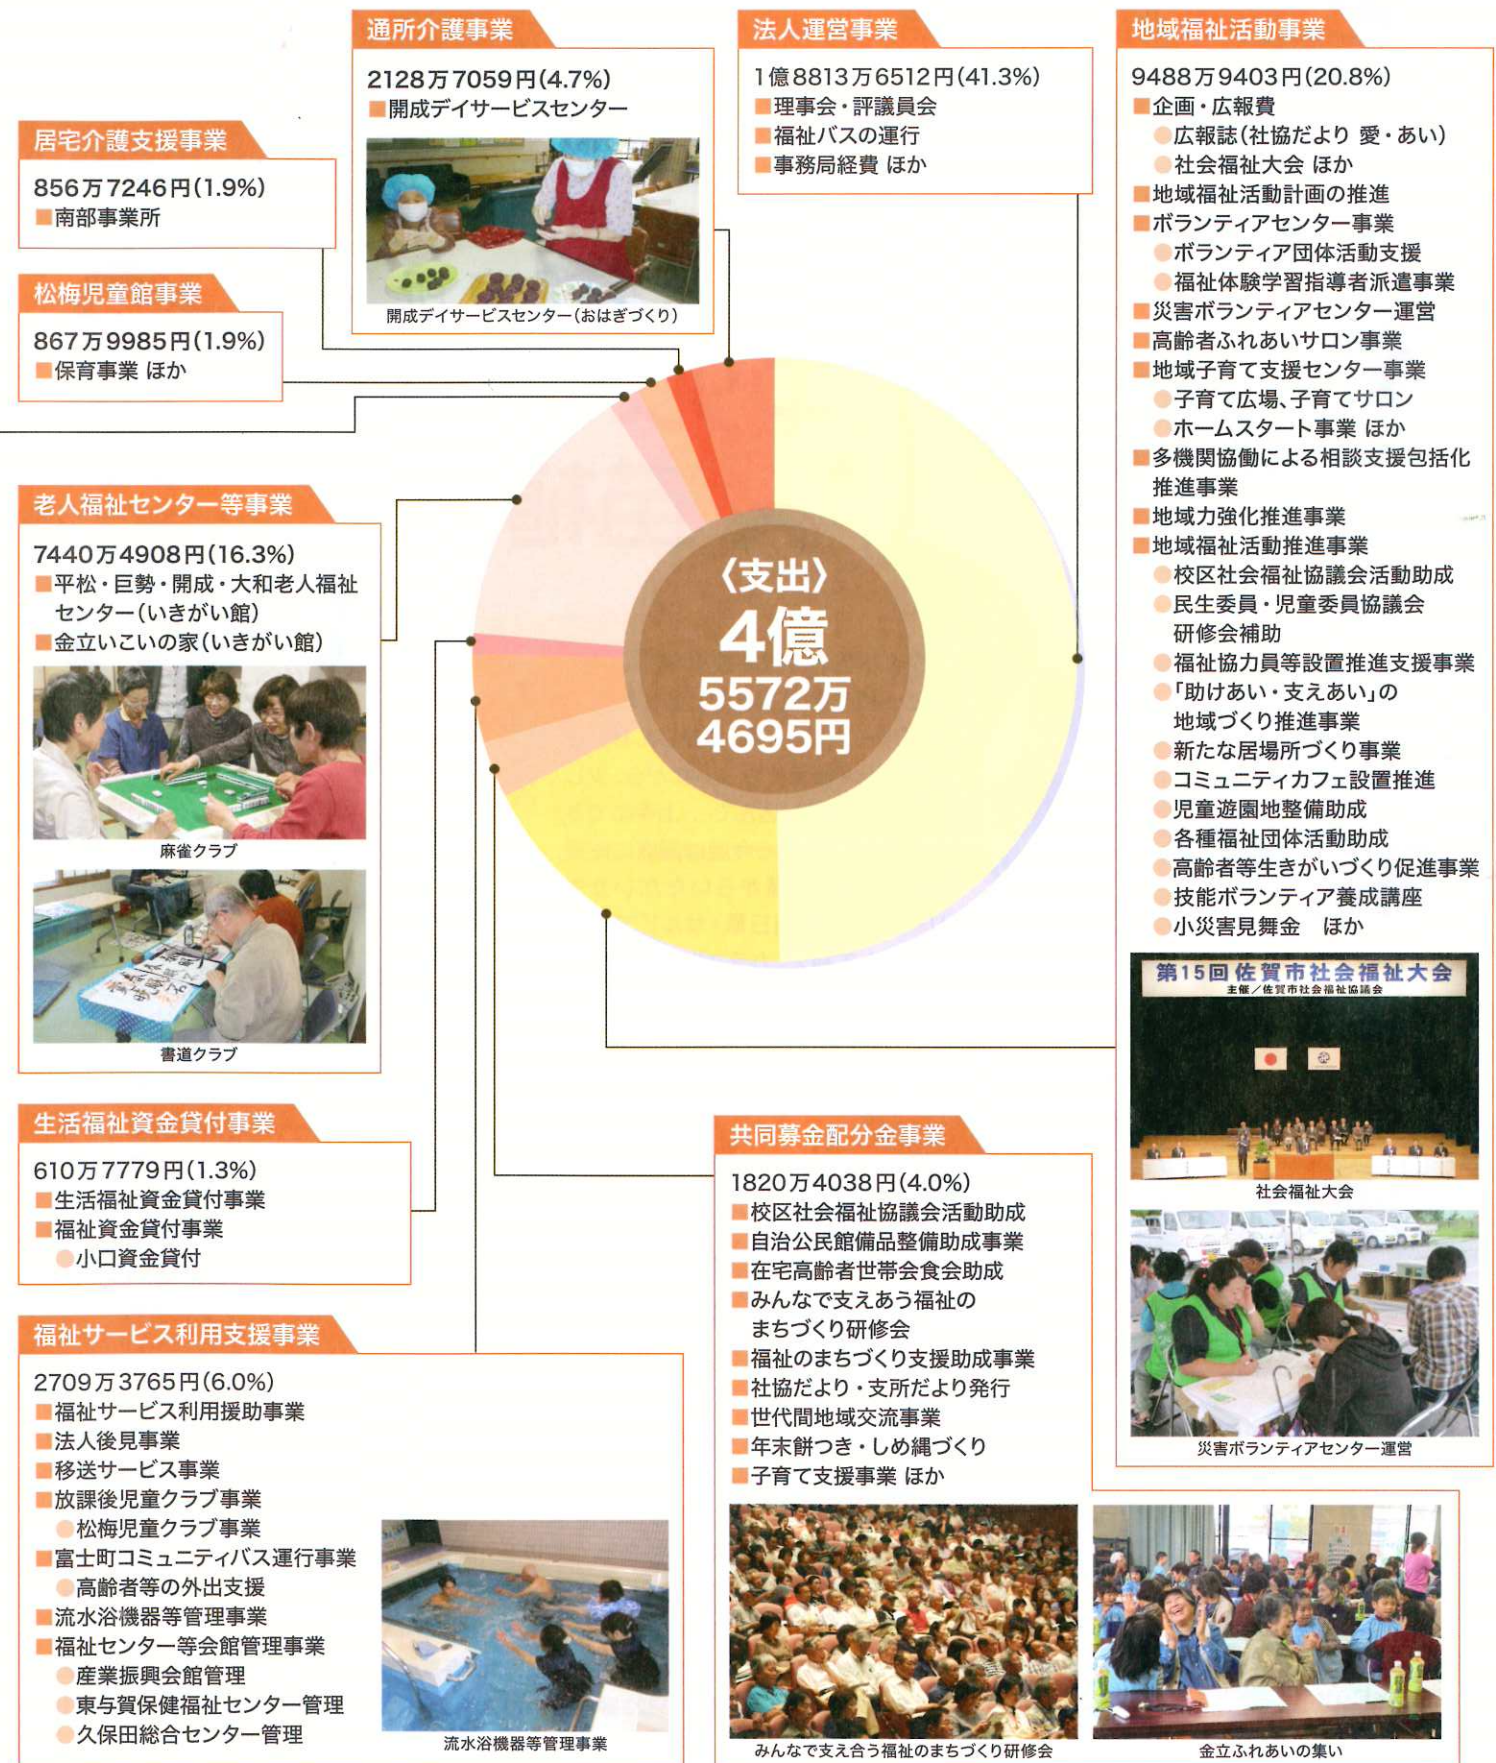 通所介護事業
2128万7059円(4.7%)
■開成デイサービスセンター
開成デイサービスセンター(おはぎづくり)
法人運営事業
1億8813万6512円(41.3%)
■理事会・評議員会
■福祉バスの運行
■事務局経費 ほか
地域福祉活動事業
9488万9403円(20.8%)
■企画・広報費
●広報誌(社協だより 愛・あい)
●社会福祉大会 ほか
■地域福祉活動計画の推進
■ボランティアセンター事業
●ボランティア団体活動支援
●福祉体験学習指導者派遣事業
■災害ボランティアセンター運営
■高齢者ふれあいサロン事業
■地域子育て支援センター事業
●子育て広場、子育てサロン
●ホームスタート事業 ほか
■多機関協働による相談支援包括化
推進事業
■地域力強化推進事業
■地域福祉活動推進事業
●校区社会福祉協議会活動助成
●民生委員・児童委員協議会
研修会補助
●福祉協力員等設置推進支援事業
●「助けあい・支えあい」の
地域づくり推進事業
●新たな居場所づくり事業
●コミュニティカフェ設置推進
●児童遊園地整備助成
●各種福祉団体活動助成
●高齢者等生きがいづくり促進事業
●技能ボランティア養成講座
●小災害見舞金　ほか
第15回 佐賀市社会福祉大会
主催/佐賀市社会福祉協議会
社会福祉大会
災害ボランティアセンター運営
居宅介護支援事業
856万7246円(1.9%)
■南部事業所
松梅児童館事業
867万9985円(1.9%)
■保育事業 ほか
〈支出〉
4億
5572万
4695円
老人福祉センター等事業
7440万4908円(16.3%)
■平松・巨勢・開成・大和老人福祉
センター(いきがい館)
■金立いこいの家(いきがい館)
麻雀クラブ
書道クラブ
生活福祉資金貸付事業
610万7779円(1.3%)
■生活福祉資金貸付事業
■福祉資金貸付事業
●小口資金貸付
福祉サービス利用支援事業
2709万3765円(6.0%)
■福祉サービス利用援助事業
■法人後見事業
■移送サービス事業
■放課後児童クラブ事業
●松梅児童クラブ事業
■富士町コミュニティバス運行事業
●高齢者等の外出支援
■流水浴機器等管理事業
■福祉センター等会館管理事業
●産業振興会館管理
●東与賀保健福祉センター管理
●久保田総合センター管理
流水浴機器等管理事業
共同募金配分金事業
1820万4038円(4.0%)
■校区社会福祉協議会活動助成
■自治公民館備品整備助成事業
■在宅高齢者世帯会食会助成
■みんなで支えあう福祉の
まちづくり研修会
■福祉のまちづくり支援助成事業
■社協だより・支所だより発行
■世代間地域交流事業
■年末餅つき・しめ縄づくり
■子育て支援事業 ほか
みんなで支え合う福祉のまちづくり研修会
金立ふれあいの集い